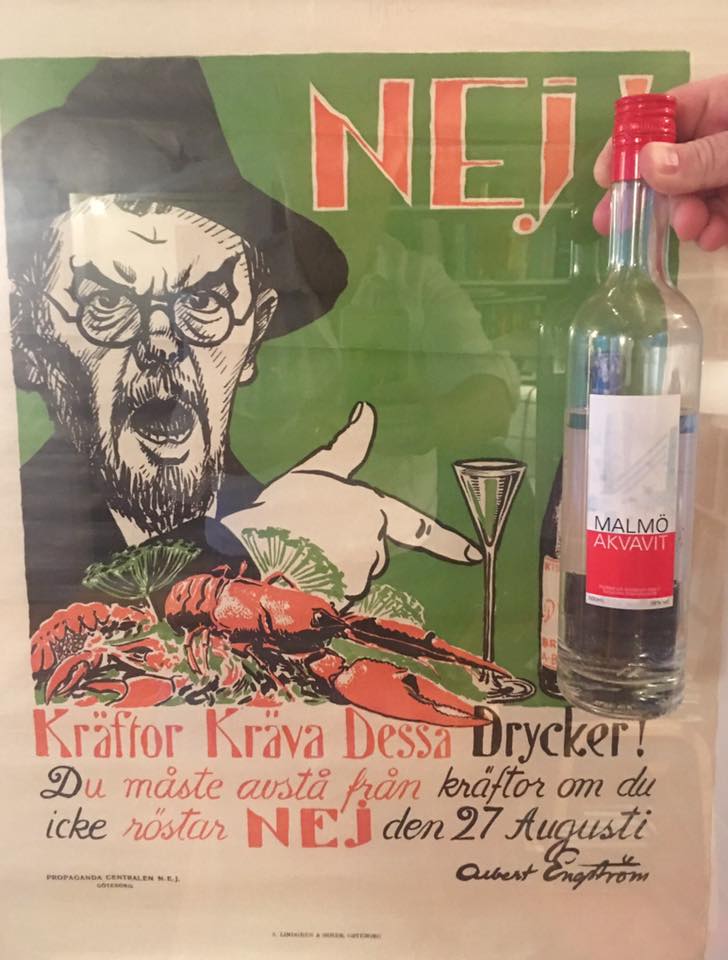 NEJ!
MALMÖ
AKVAVIT
Kräftor Kräva Dessa Drycker!
Du måste avstå från kräftor om du
icke röstar NEJ den 27 Augusti
Albert Engström
PROPAGANDA CENTRALEN N.E.J.
GÖTEBORG